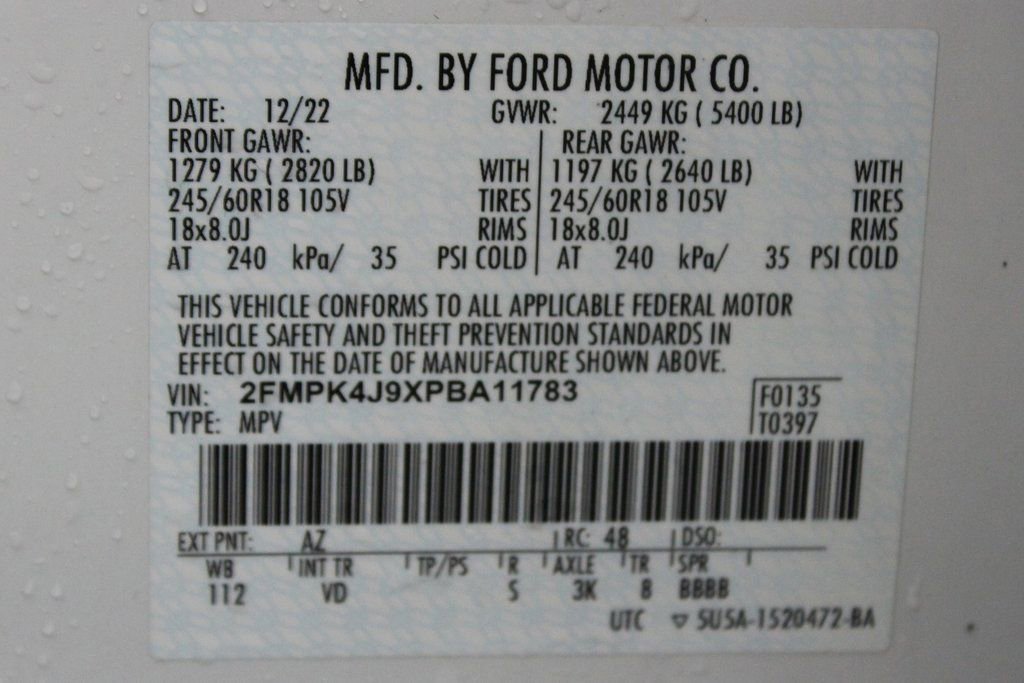 MFD. BY FORD MOTOR CO.
DATE: 12/22 GVWR: 2449 KG ( 5400 LB)
FRONT GAWR: REAR GAWR:
1279 KG ( 2820 LB) WITH 1197 KG ( 2640 LB) WITH
245/60R18 105V TIRES 245/60R18 105V TIRES
18x8.0J RIMS 18x8.0J RIMS
AT 240 kPa/ 35 PSI COLD AT 240 kPa/ 35 PSI COLD
THIS VEHICLE CONFORMS TO ALL APPLICABLE FEDERAL MOTOR
VEHICLE SAFETY AND THEFT PREVENTION STANDARDS IN
EFFECT ON THE DATE OF MANUFACTURE SHOWN ABOVE.
VIN: 2FMPK4J9XPBA11783 F0135
TYPE: MPV T0397
EXT PNT: AZ RC: 48 DSO:
WB INT TR TP/PS R AXLE TR SPR
112 VD S 3K B BBBB
UTC ▽ 5U5A-1520472-BA